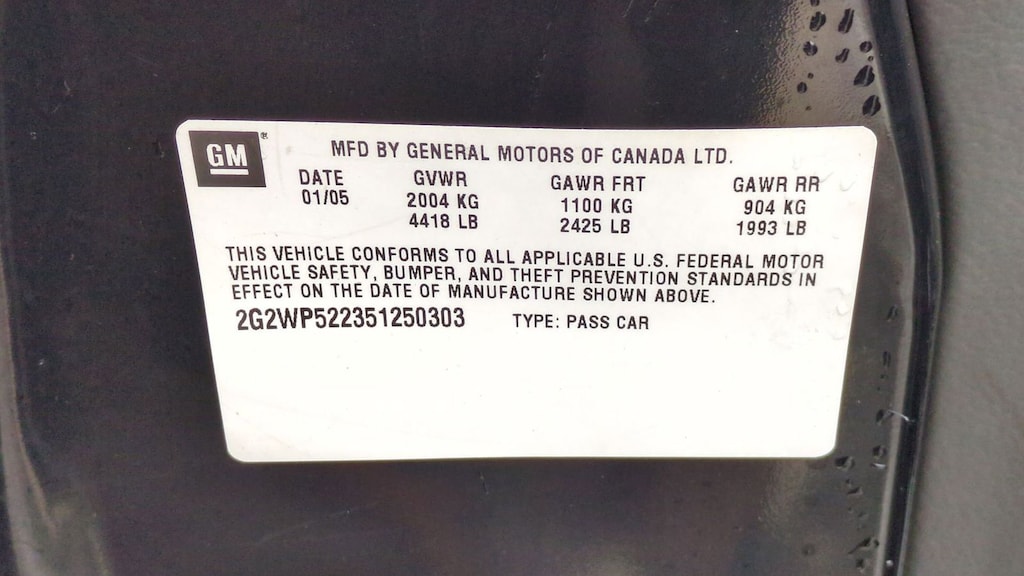 GM ®
MFD BY GENERAL MOTORS OF CANADA LTD.
DATE GVWR GAWR FRT GAWR RR
01/05 2004 KG 1100 KG 904 KG
4418 LB 2425 LB 1993 LB
THIS VEHICLE CONFORMS TO ALL APPLICABLE U.S. FEDERAL MOTOR
VEHICLE SAFETY, BUMPER, AND THEFT PREVENTION STANDARDS IN
EFFECT ON THE DATE OF MANUFACTURE SHOWN ABOVE.
2G2WP522351250303 TYPE: PASS CAR